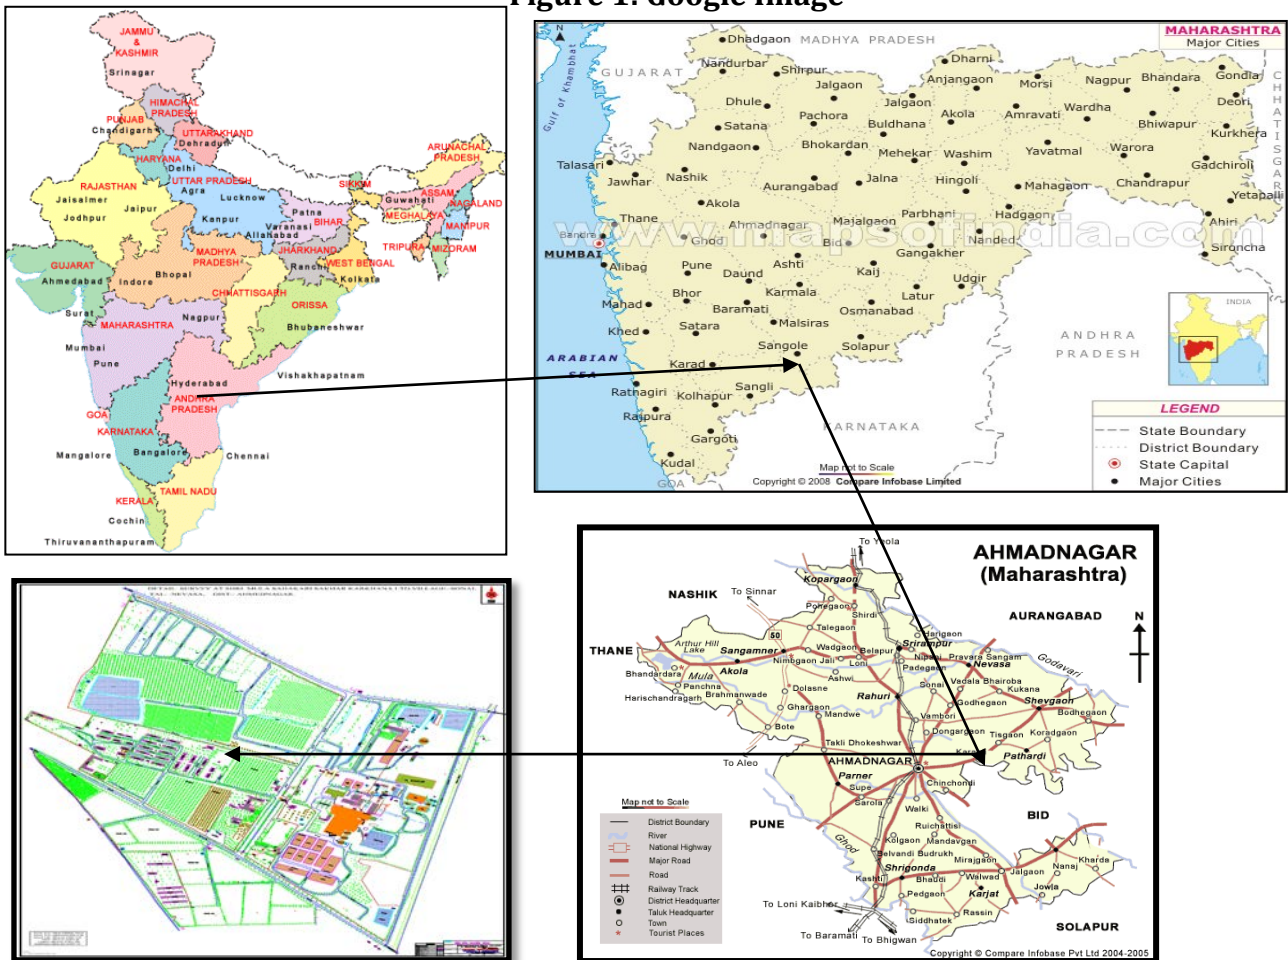 Figure 1: Google Image
JAMMU
&
KASHMIR
Srinagar
HIMACHAL
PRADESH
PUNJAB
Chandigarh
UTTARAKHAND
Dehradun
HARYANA
Delhi
ARUNACHAL
PRADESH
RAJASTHAN
Jaisalmer
Jaipur
Jodhpur
UTTAR PRADESH
Agra
Lucknow
Kanpur
SIKKIM
ASSAM
Guwahati
NAGALAND
MEGHALAYA
MANIPUR
Patna
BIHAR
Varanasi
Allahabad
TRIPURA
MIZORAM
MADHYA
PRADESH
JHARKHAND
Ranchi
WEST BENGAL
Kolkata
GUJARAT
Ahmedabad
Bhopal
Indore
CHHATTISGARH
ORISSA
Surat
Nagpur
MAHARASHTRA
Bhubaneshwar
Mumbai
Pune
Hyderabad
Vishakhapatnam
ANDHRA
PRADESH
GOA
KARNATAKA
Mangalore
Bangalore
Chennai
KERALA
TAMIL NADU
Cochin
Thiruvananthapuram
MAHARASHTRA
Major Cities
N
Gulf of Khambhat
Dhadgaon
MADHYA PRADESH
GUJARAT
Nandurbar
Shirpur
Dharni
Anjangaon
Morsi
Nagpur
Bhandara
Gondia
CHHATISGARH
Jalgaon
Dhule
Jalgaon
Deori
Satana
Pachora
Buldhana
Akola
Amravati
Wardha
Bhiwapur
Kurkhera
Nandgaon
Bhokardan
Mehekar
Washim
Yavatmal
Warora
Gadchiroli
Talasari
Jawhar
Nashik
Aurangabad
Jalna
Hingoli
Mahagaon
Chandrapur
Yetapalli
Akola
Thane
Ahmadnagar
Majalgaon
Parbhani
Hadgaon
Ahiri
www.mapsofindia.com
Bandra
Ghod
Bid
Nanded
Sironcha
MUMBAI
Gangakher
Alibag
Pune
Daund
Ashti
Kaij
Udgir
Mahad
Bhor
Karmala
Latur
Baramati
Osmanabad
Khed
Satara
Malsiras
Sangole
Solapur
INDIA
ANDHRA
PRADESH
ARABIAN
SEA
Karad
Ratnagiri
Kolhapur
Sangli
Rajpura
Gargoti
KARNATAKA
Kudal
GOA
Map not to Scale
Copyright © 2008 Compare Infobase Limited
LEGEND
State Boundary
District Boundary
State Capital
Major Cities
AHMADNAGAR
(Maharashtra)
To Yeola
NASHIK
To Sinnar
Kopargaon
AURANGABAD
N
Pohegaon
Shirdi
50
Talegaon
Harigaon
THANE
Arthur Hill
Lake
Sangamner
Wadgaon
Belapur
Srirampur
Nipani
Pravara Sangam
Godavari
Akola
Nimbgaon Jali
Loni
Padegaon
Nevasa
Bhandardara
Mula
Ashwi
Panchna
Harischandragarh
Brahmanwade
Dolasne
Rahuri
Sonai
Vadala Bhairoba
Kukana
Ghargaon
Godhegaon
Shevgaon
Mandwe
Vambori
Bodhegaon
Bote
Dongargaon
Tisgaon
Koradgaon
Takli Dhokeshwar
To Aleo
AHMADNAGAR
Pathardi
Parner
Supe
Chinchondi
Sarola
Walki
PUNE
BID
Ghod
Ruichattisi
Kolgaon
Mandavgan
Belvandi Budrukh
Mirajgaon
Kharda
Nanaj
Kashti
Shrigonda
Bhaudi
Walwad
Jalgaon
Pedgaon
Karjat
Jowla
To Loni Kaibhor
Siddhatek
Rassin
To Baramati
To Bhigwan
SOLAPUR
Map not to Scale
District Boundary
River
National Highway
Major Road
Road
Railway Track
District Headquarter
Taluk Headquarter
Town
Tourist Places
Copyright © Compare Infobase Pvt Ltd 2004-2005